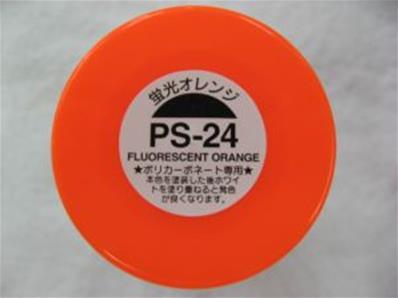 蛍光オレンジ
PS-24
FLUORESCENT ORANGE
★ポリカーボネート専用★
本色を塗装した後ホワイ
トを塗り重ねると発色
が良くなります。